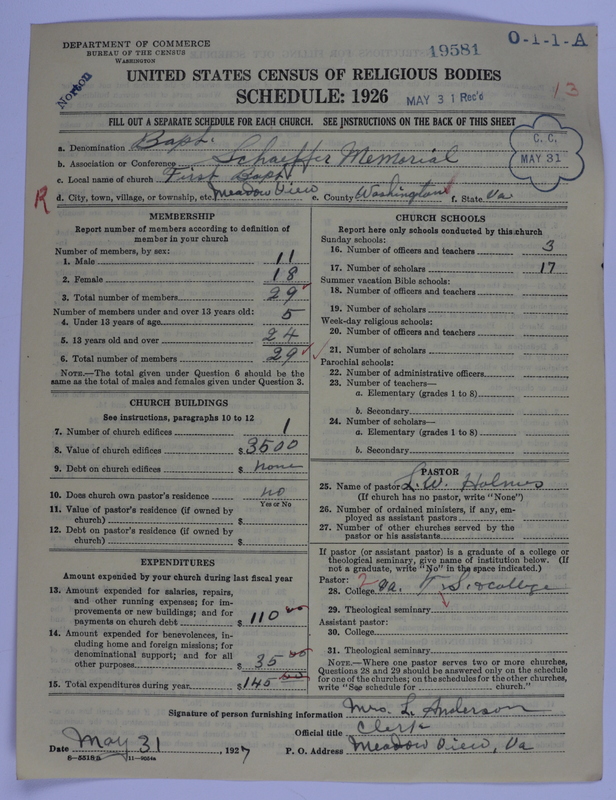 DEPARTMENT OF COMMERCE
BUREAU OF THE CENSUS
WASHINGTON
Norton
19581
O-1-1-A
UNITED STATES CENSUS OF RELIGIOUS BODIES
SCHEDULE: 1926
MAY 31 Rec'd
13
FILL OUT A SEPARATE SCHEDULE FOR EACH CHURCH. SEE INSTRUCTIONS ON THE BACK OF THIS SHEET
C. C.
MAY 31
a. Denomination Bapt.
b. Association or Conference Schaeffer Memorial
c. Local name of church First Bapt
R
d. City, town, village, or township, etc. Meadow View e. County Washington f. State Va
MEMBERSHIP
Report number of members according to definition of
member in your church
Number of members, by sex:
1. Male 11
2. Female 18
3. Total number of members 29
Number of members under and over 13 years old:
4. Under 13 years of age 5
5. 13 years old and over 24
6. Total number of members 29
NOTE.—The total given under Question 6 should be
same as the total of males and females given under Question 3.
CHURCH BUILDINGS
See instructions, paragraphs 10 to 12
7. Number of church edifices 1
8. Value of church edifices $3500
9. Debt on church edifices $ none
10. Does church own pastor's residence no
Yes or No
11. Value of pastor's residence (if owned by
church) $
12. Debt on pastor's residence (if owned by
church) $
EXPENDITURES
Amount expended by your church during last fiscal year
13. Amount expended for salaries, repairs,
and other running expenses; for im-
provements or new buildings; and for
payments on church debt $110 00
14. Amount expended for benevolences, in-
cluding home and foreign missions; for
denominational support; and for all
other purposes $ 35 00
15. Total expenditures during year $145 00
CHURCH SCHOOLS
Report here only schools conducted by this church
Sunday schools:
16. Number of officers and teachers 3
17. Number of scholars 17
Summer vacation Bible schools:
18. Number of officers and teachers
19. Number of scholars
Week-day religious schools:
20. Number of officers and teachers
21. Number of scholars
Parochial schools:
22. Number of administrative officers
23. Number of teachers—
a. Elementary (grades 1 to 8)
b. Secondary
24. Number of scholars—
a. Elementary (grades 1 to 8)
b. Secondary
PASTOR
25. Name of pastor L. W. Holmes
(If church has no pastor, write "None")
26. Number of ordained ministers, if any, em-
ployed as assistant pastors
27. Number of other churches served by the
pastor or his assistants
If pastor (or assistant pastor) is a graduate of a college or
theological seminary, give name of institution below. (If
not a graduate, write "No" in the space indicated.)
Pastor:
28. College 2 Va. T. S. & College
29. Theological seminary
Assistant pastor:
30. College
31. Theological seminary
NOTE.—Where one pastor serves two or more churches,
Questions 28 and 29 should be answered only on the schedule
for one of the churches; on the schedules for the other churches,
write "See schedule for church."
Signature of person furnishing information Mrs. L. Anderson
Official title Clerk
Date May 31, 1927 P. O. Address Meadow View, Va
8-5518a 11-9034a